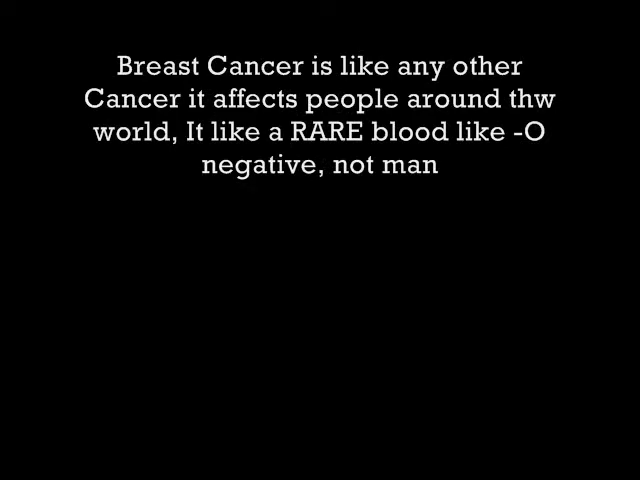 Breast Cancer is like any other
Cancer it affects people around thw
world, It like a RARE blood like -O
negative, not man